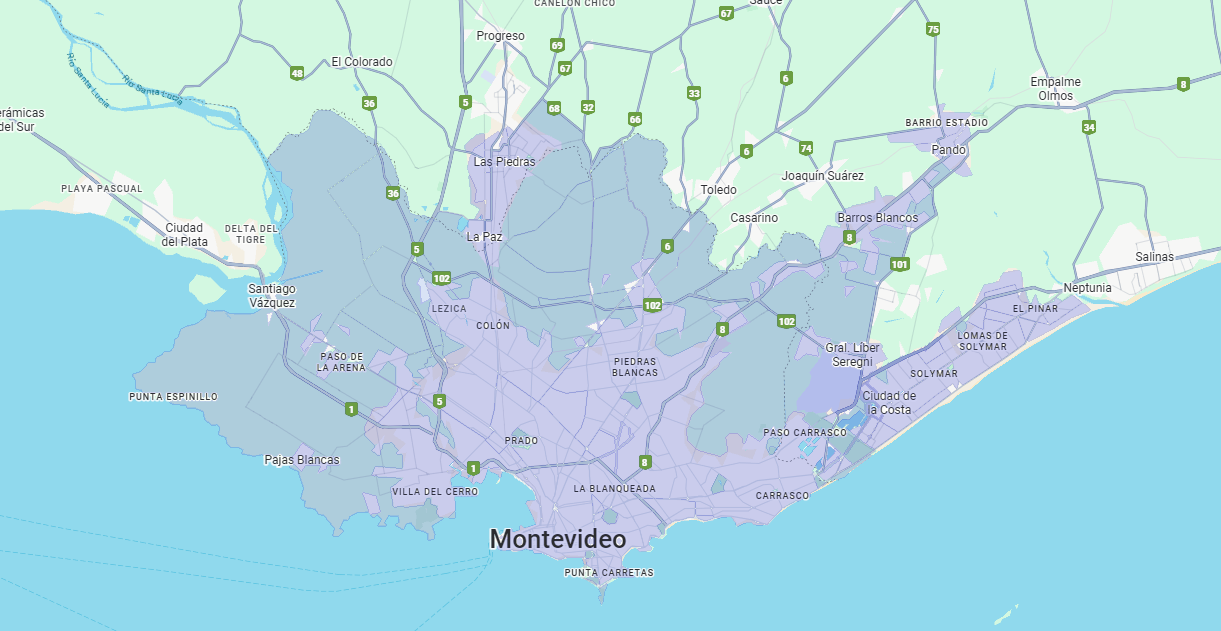 CANELÓN CHICO
Sauce
67
75
Progreso
69
El Colorado
67
48
6
Río Santa Lucía
Río Santa Lucía
Empalme
Olmos
8
36
5
68
32
33
66
34
erámicas
del Sur
BARRIO ESTADIO
Pando
6
74
Las Piedras
Joaquín Suárez
PLAYA PASCUAL
36
Toledo
Casarino
Barros Blancos
Ciudad
del Plata
DELTA DEL
TIGRE
La Paz
8
5
6
101
Salinas
102
Santiago
Vázquez
Neptunia
LEZICA
102
EL PINAR
COLÓN
8
102
LOMAS DE
SOLYMAR
Gral. Líber
Seregni
PASO DE
LA ARENA
PIEDRAS
BLANCAS
SOLYMAR
PUNTA ESPINILLO
1
5
Ciudad de
la Costa
PRADO
PASO CARRASCO
Pajas Blancas
1
8
VILLA DEL CERRO
LA BLANQUEADA
CARRASCO
Montevideo
PUNTA CARRETAS